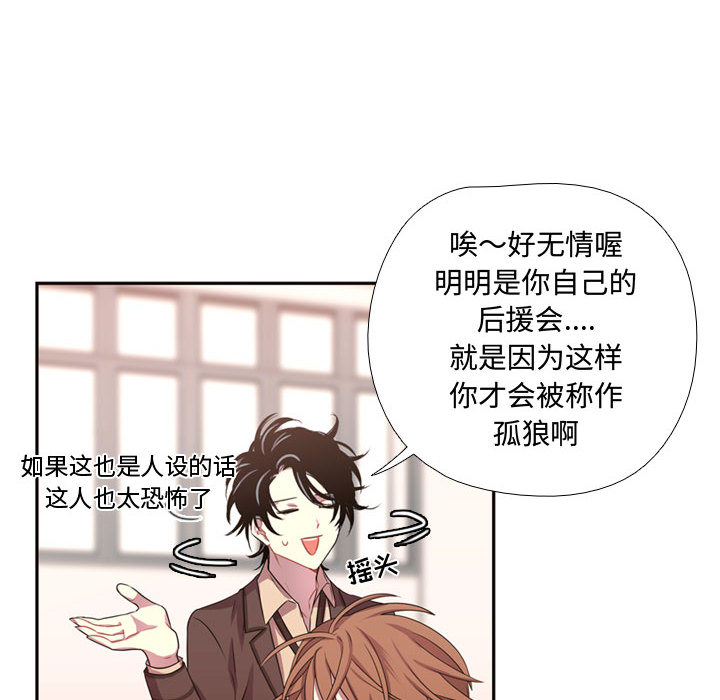 唉～好无情喔
明明是你自己的
后援会....
就是因为这样
你才会被称作
孤狼啊
如果这也是人设的话
这人也太恐怖了
摇头